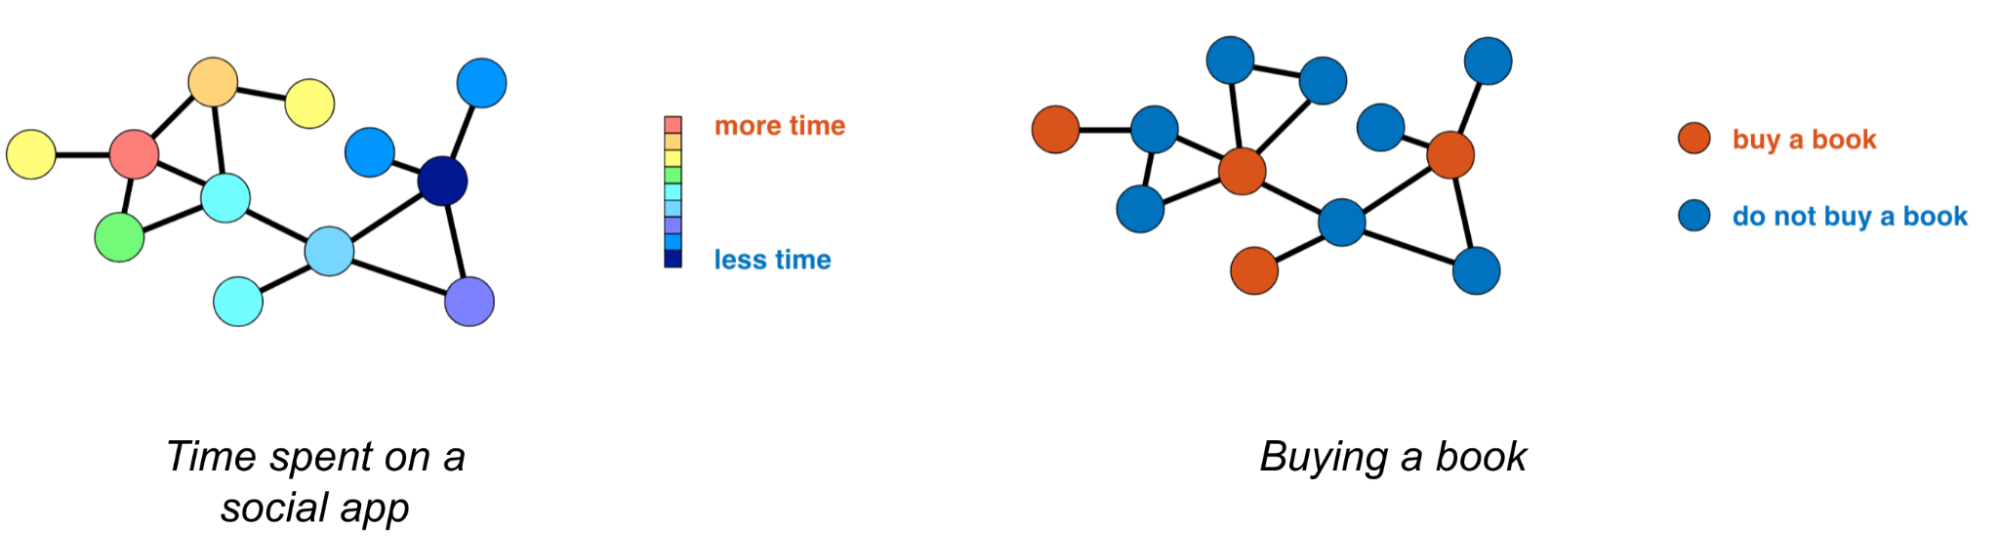 more time
less time
buy a book
do not buy a book
Time spent on a
social app
Buying a book